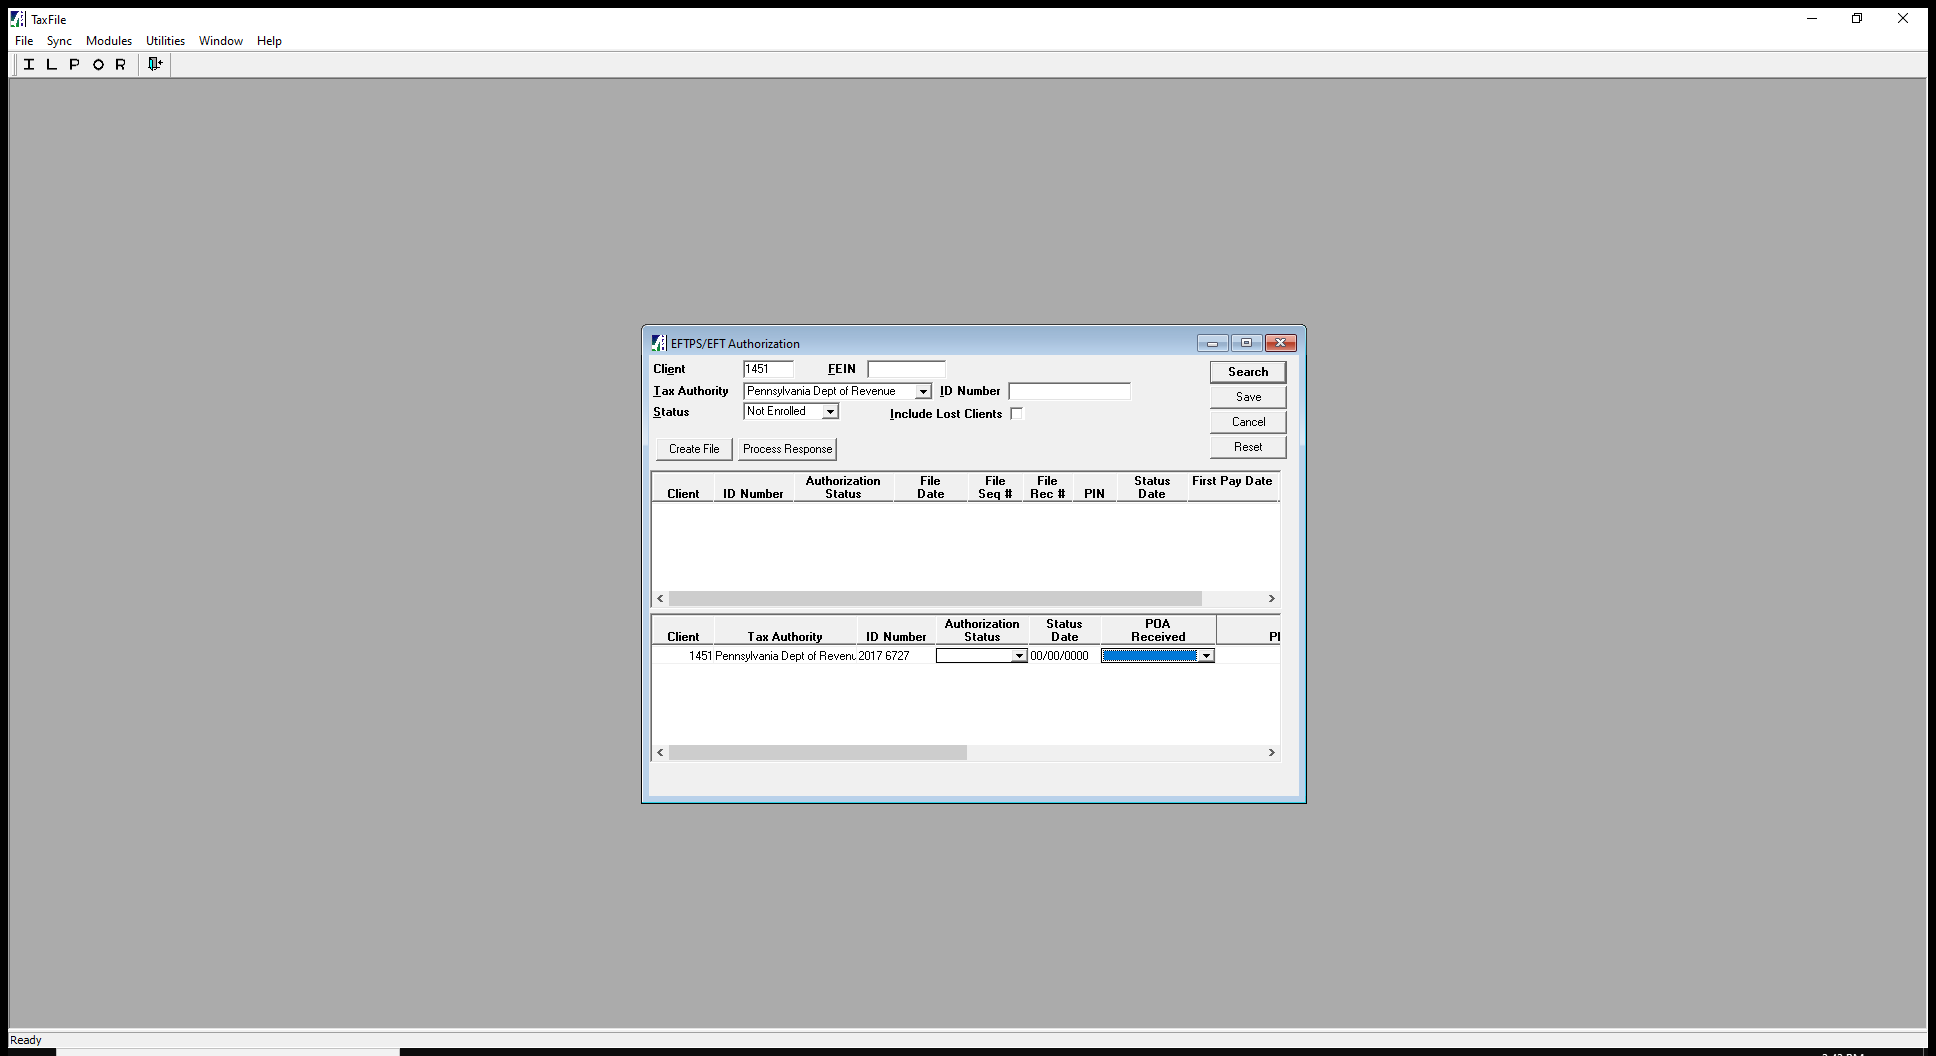 TaxFile
File Sync Modules Utilities Window Help
I L P O R
EFTPS/EFT Authorization
Client 1451 FEIN Search
Tax Authority Pennsylvania Dept of Revenue ID Number Save
Status Not Enrolled Include Lost Clients Cancel
Create File Process Response Reset
Authorization File File File Status First Pay Date
Client ID Number Status Date Seq # Rec # PIN Date
Authorization Status POA
Client Tax Authority ID Number Status Date Received PI
1451 Pennsylvania Dept of Revenu 2017 6727 00/00/0000
Ready